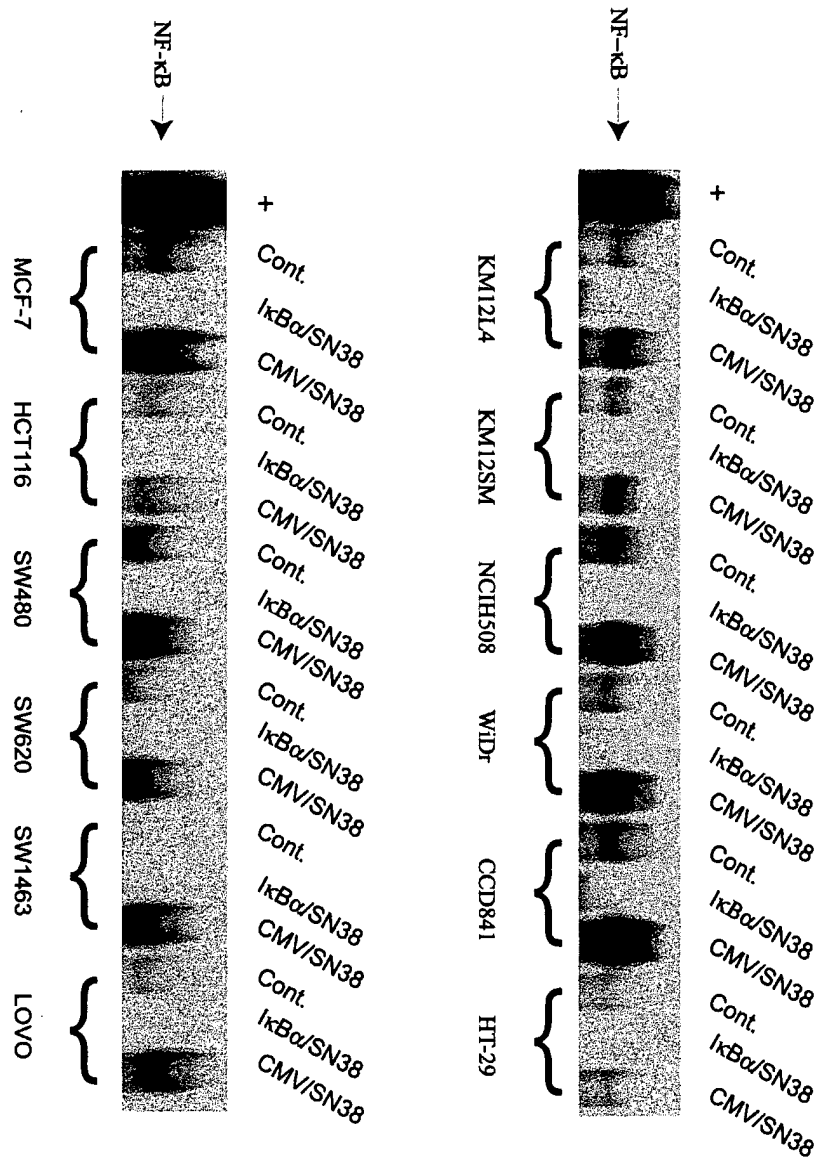 + Cont. IκBα/SN38 CMV/SN38 Cont. IκBα/SN38 CMV/SN38 Cont. IκBα/SN38 CMV/SN38 Cont. IκBα/SN38 CMV/SN38 Cont. IκBα/SN38 CMV/SN38 Cont. IκBα/SN38 CMV/SN38
NF-κB
KM12L4 KM12SM NCIH508 WiDr CCD841 HT-29
+ Cont. IκBα/SN38 CMV/SN38 Cont. IκBα/SN38 CMV/SN38 Cont. IκBα/SN38 CMV/SN38 Cont. IκBα/SN38 CMV/SN38 Cont. IκBα/SN38 CMV/SN38 Cont. IκBα/SN38 CMV/SN38
NF-κB
MCF-7 HCT116 SW480 SW620 SW1463 LOVO